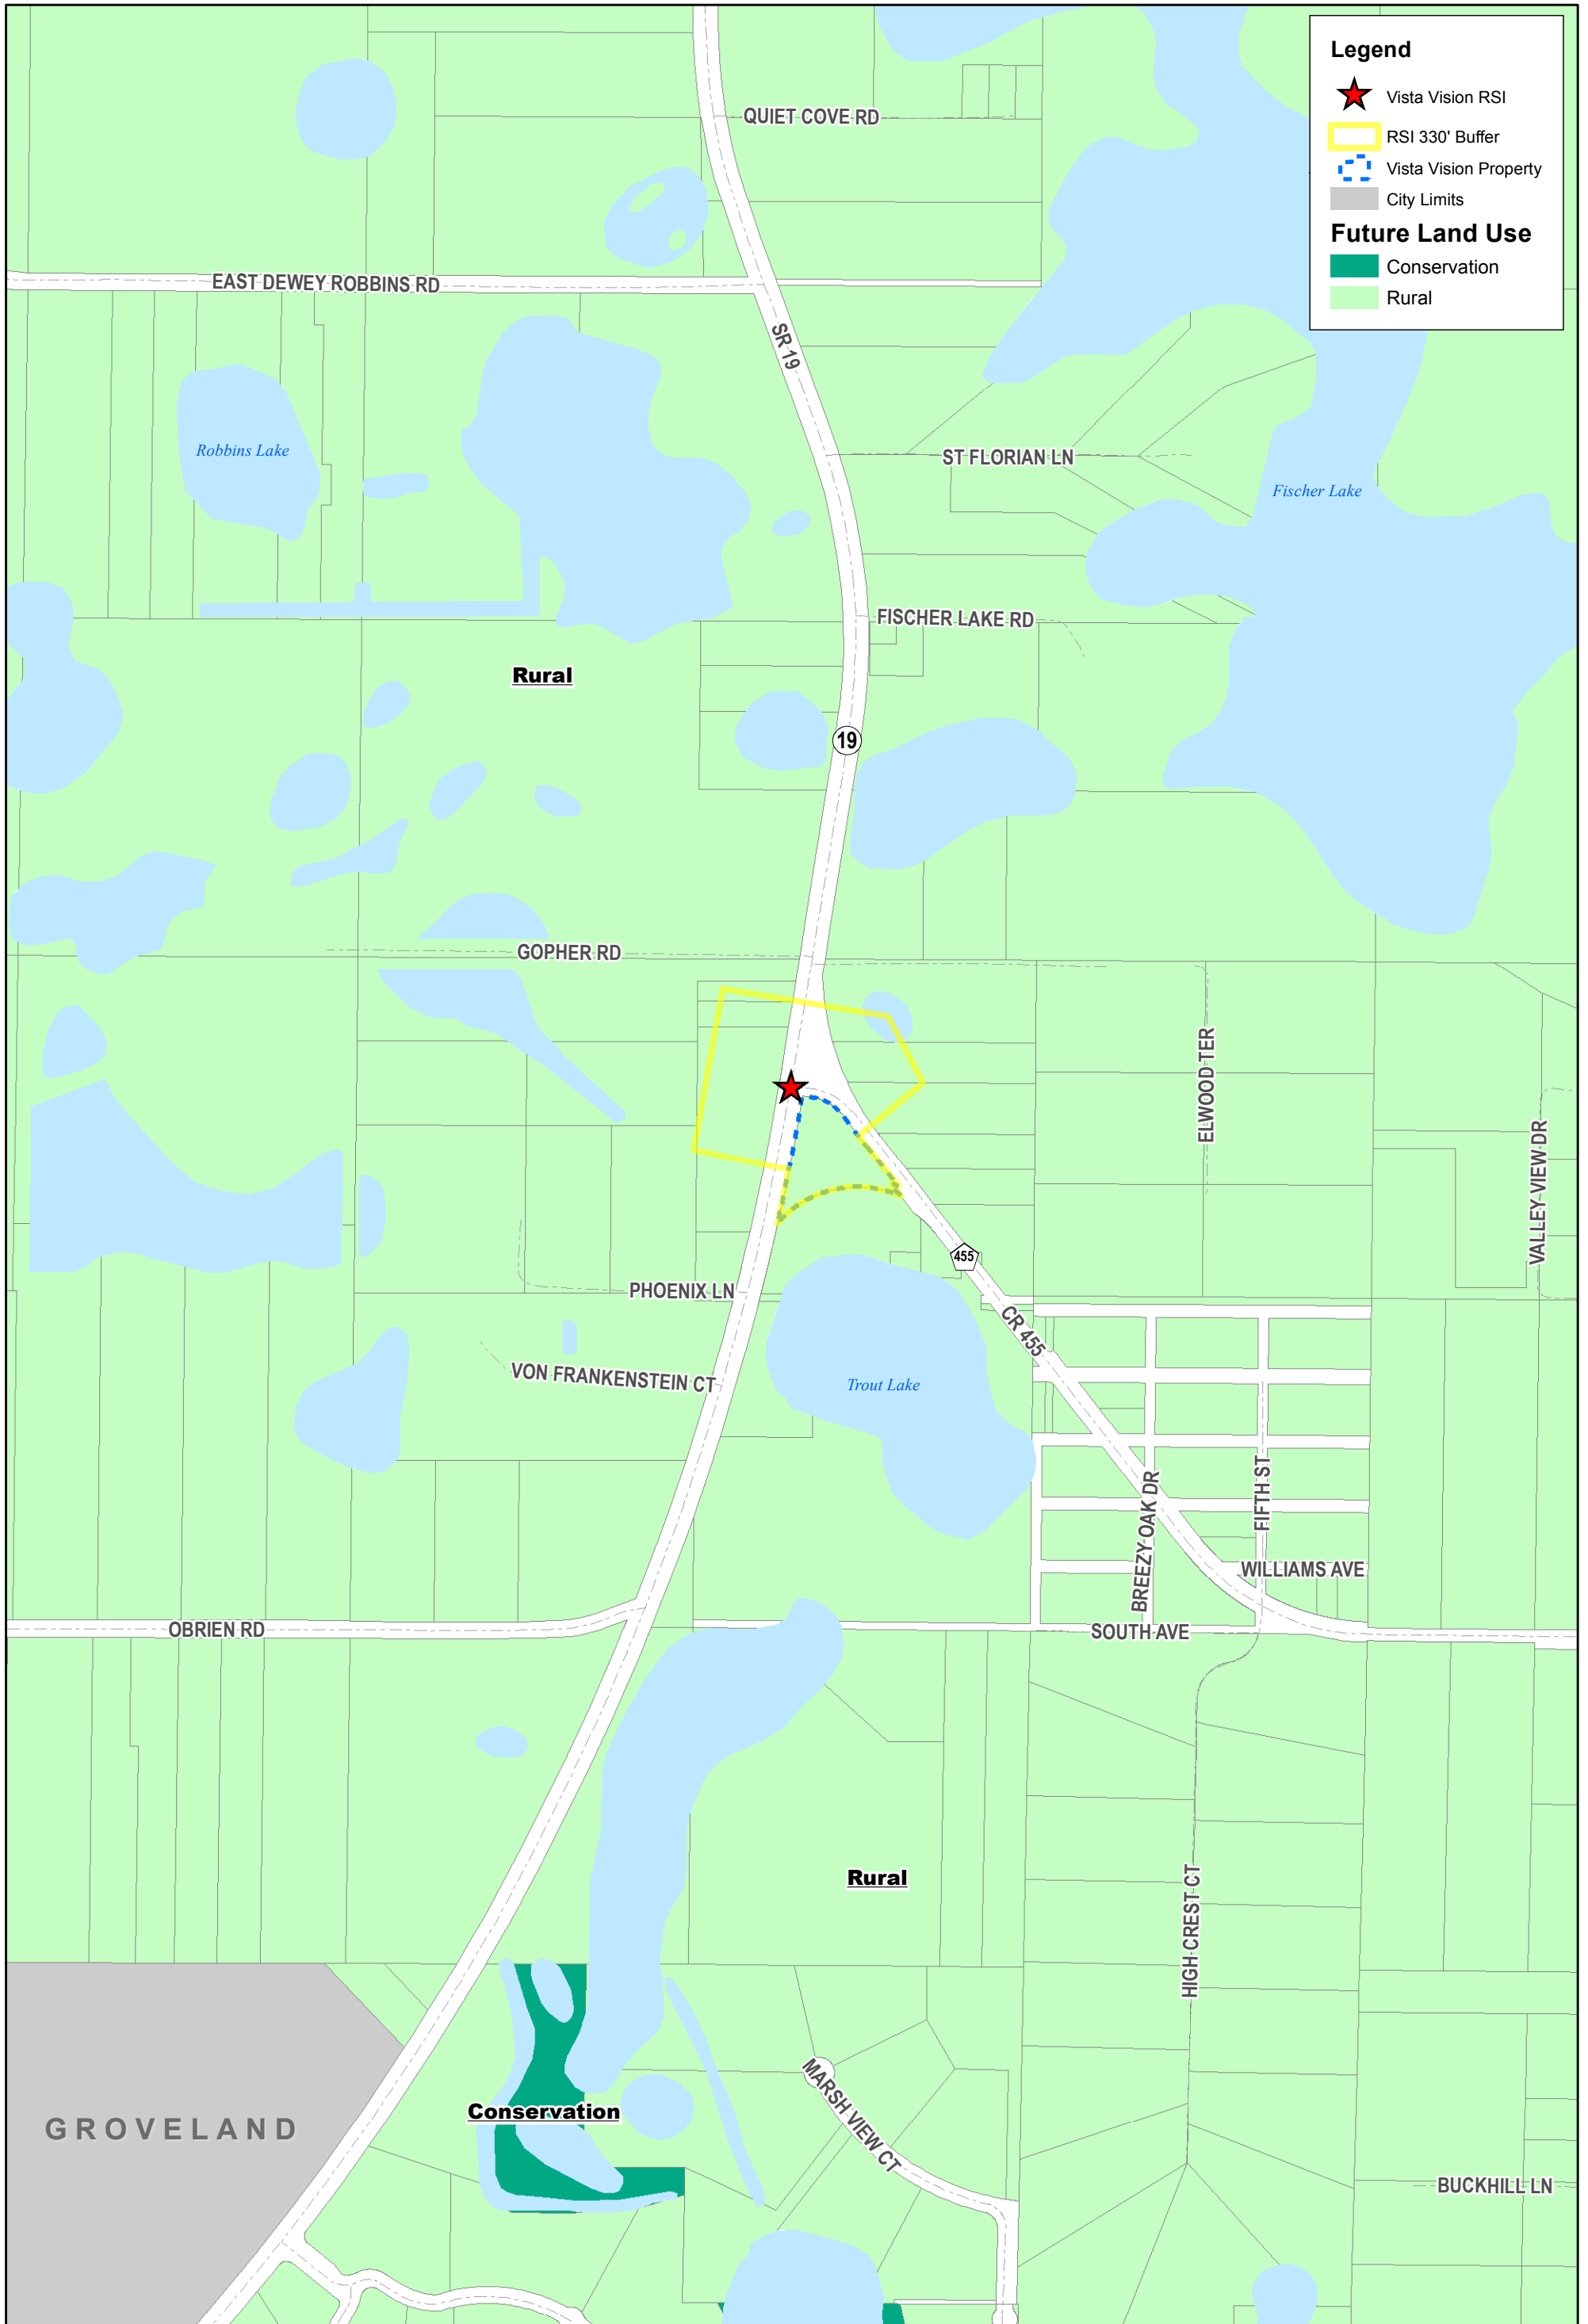 Legend
Vista Vision RSI
RSI 330' Buffer
Vista Vision Property
City Limits
Future Land Use
Conservation
Rural
QUIET COVE RD
EAST DEWEY ROBBINS RD
SR 19
Robbins Lake
ST FLORIAN LN
Fischer Lake
FISCHER LAKE RD
Rural
19
GOPHER RD
ELWOOD TER
VALLEY VIEW DR
455
PHOENIX LN
CR 455
VON FRANKENSTEIN CT
Trout Lake
BREEZY OAK DR
FIFTH ST
WILLIAMS AVE
OBRIEN RD
SOUTH AVE
Rural
HIGH CREST CT
MARSH VIEW CT
Conservation
GROVELAND
BUCKHILL LN